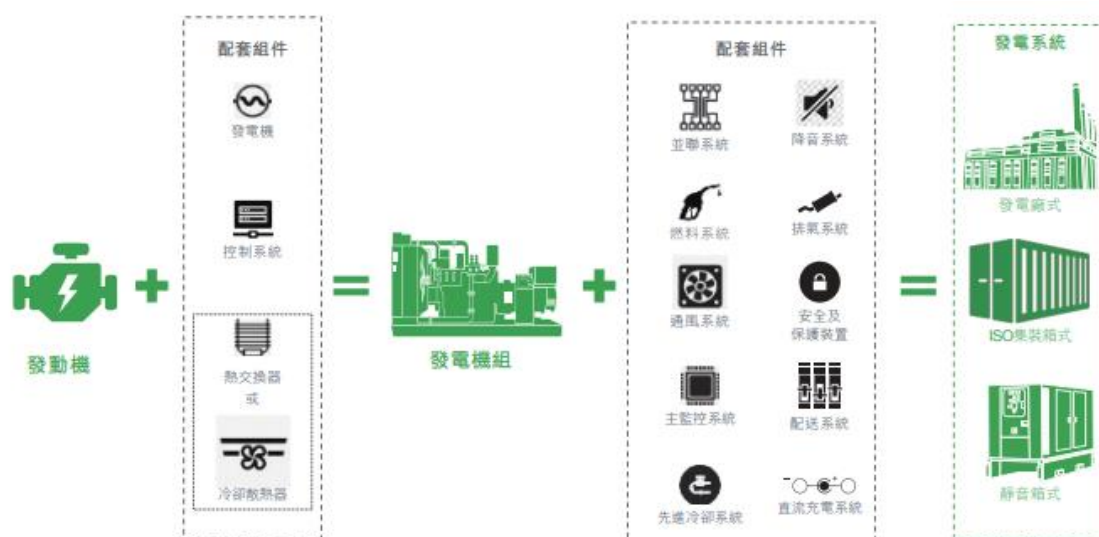 發動機
+
配套組件
發電機
控制系統
熱交換器
或
冷卻散熱器
=
發電機組
+
配套組件
並聯系統
降音系統
燃料系統
排氣系統
通風系統
安全及
保護裝置
主監控系統
配送系統
先進冷卻系統
直流充電系統
=
發電系統
發電廠式
ISO集裝箱式
靜音箱式